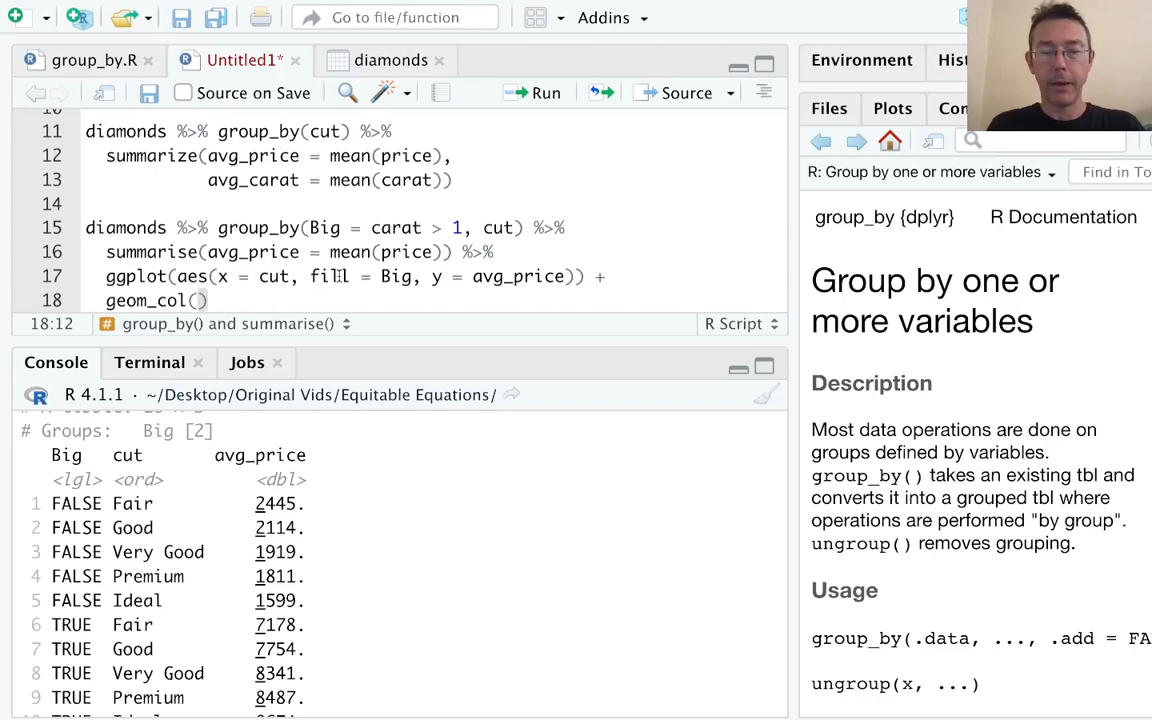 Go to file/function
Addins
group_by.R
Untitled1*
diamonds
Source on Save
Run
Source
11 diamonds %>% group_by(cut) %>%
12 summarize(avg_price = mean(price),
13 avg_carat = mean(carat))
14
15 diamonds %>% group_by(Big = carat > 1, cut) %>%
16 summarise(avg_price = mean(price)) %>%
17 ggplot(aes(x = cut, fill = Big, y = avg_price)) +
18 geom_col()
18:12 # group_by() and summarise() R Script
Console Terminal Jobs
R 4.1.1 · ~/Desktop/Original Vids/Equitable Equations/
# Groups: Big [2]
Big cut avg_price
<lgl> <ord> <dbl>
1 FALSE Fair 2445.
2 FALSE Good 2114.
3 FALSE Very Good 1919.
4 FALSE Premium 1811.
5 FALSE Ideal 1599.
6 TRUE Fair 7178.
7 TRUE Good 7754.
8 TRUE Very Good 8341.
9 TRUE Premium 8487.
Environment Hist
Files Plots Con
R: Group by one or more variables Find in To
group_by {dplyr} R Documentation
Group by one or
more variables
Description
Most data operations are done on
groups defined by variables.
group_by() takes an existing tbl and
converts it into a grouped tbl where
operations are performed "by group".
ungroup() removes grouping.
Usage
group_by(.data, ..., .add = FA
ungroup(x, ...)